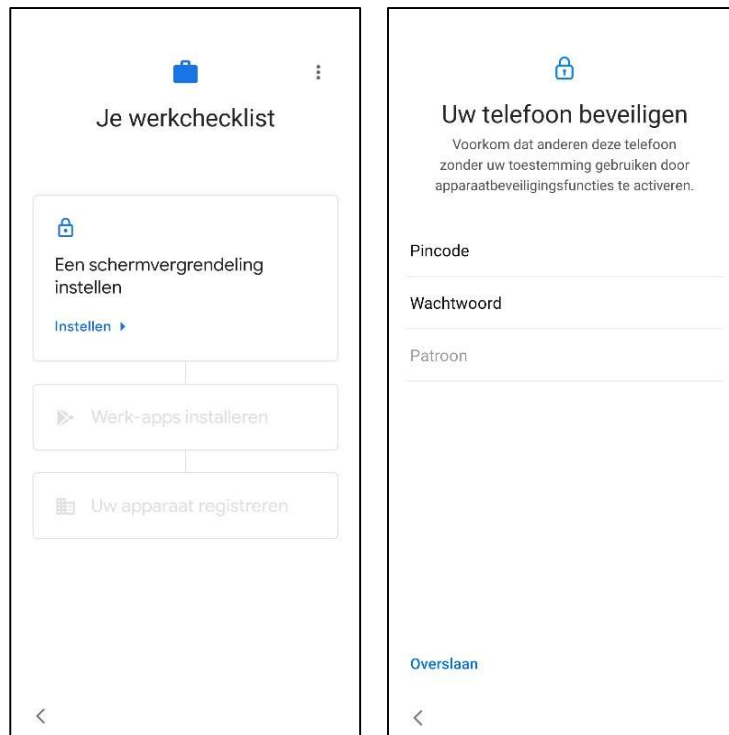 Je werkchecklist
Een schermvergrendeling
instellen
Instellen
Werk-apps installeren
Uw apparaat registreren
Uw telefoon beveiligen
Voorkom dat anderen deze telefoon
zonder uw toestemming gebruiken door
apparaatbeveiligingsfuncties te activeren.
Pincode
Wachtwoord
Patroon
Overslaan